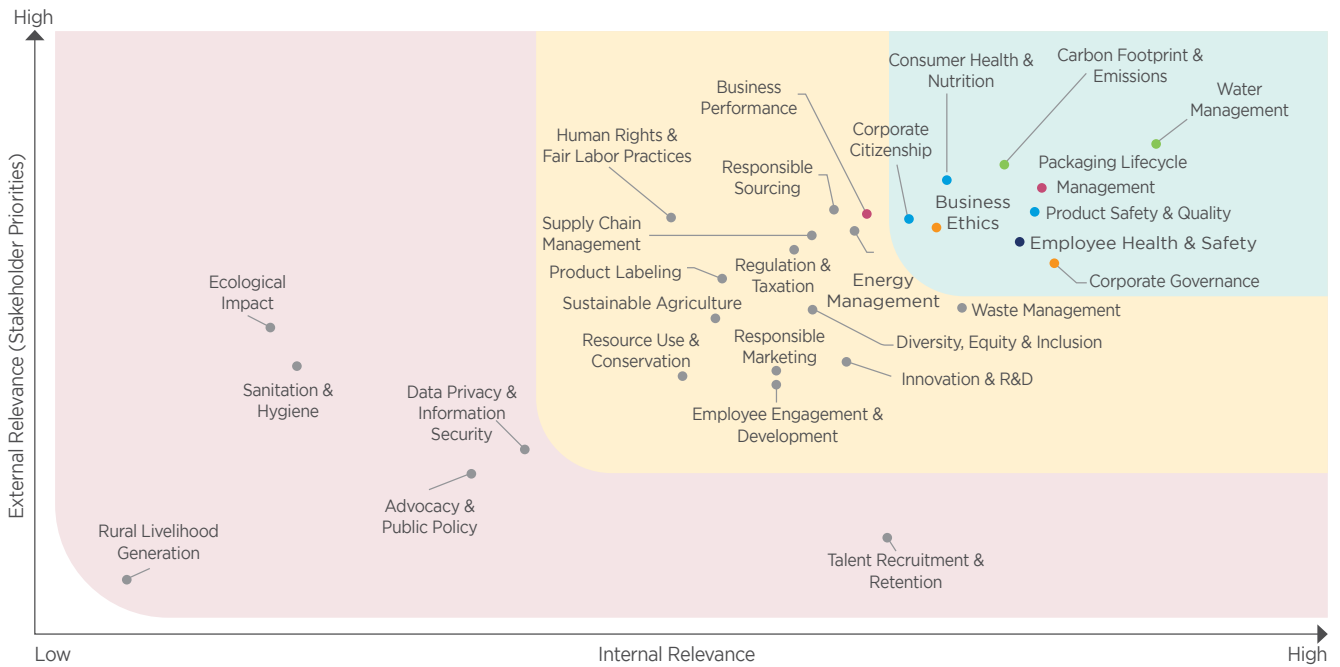 High
External Relevance (Stakeholder Priorities)
Consumer Health &
Nutrition
Carbon Footprint &
Emissions
Water
Management
Business
Performance
Corporate
Citizenship
Human Rights &
Fair Labor Practices
Responsible
Sourcing
Packaging Lifecycle
Management
Business
Ethics
Product Safety & Quality
Supply Chain
Management
Employee Health & Safety
Product Labeling
Regulation &
Taxation
Energy
Management
Corporate Governance
Ecological
Impact
Sustainable Agriculture
Waste Management
Resource Use &
Conservation
Responsible
Marketing
Diversity, Equity & Inclusion
Innovation & R&D
Sanitation &
Hygiene
Data Privacy &
Information
Security
Employee Engagement &
Development
Advocacy &
Public Policy
Rural Livelihood
Generation
Talent Recruitment &
Retention
Low
Internal Relevance
High